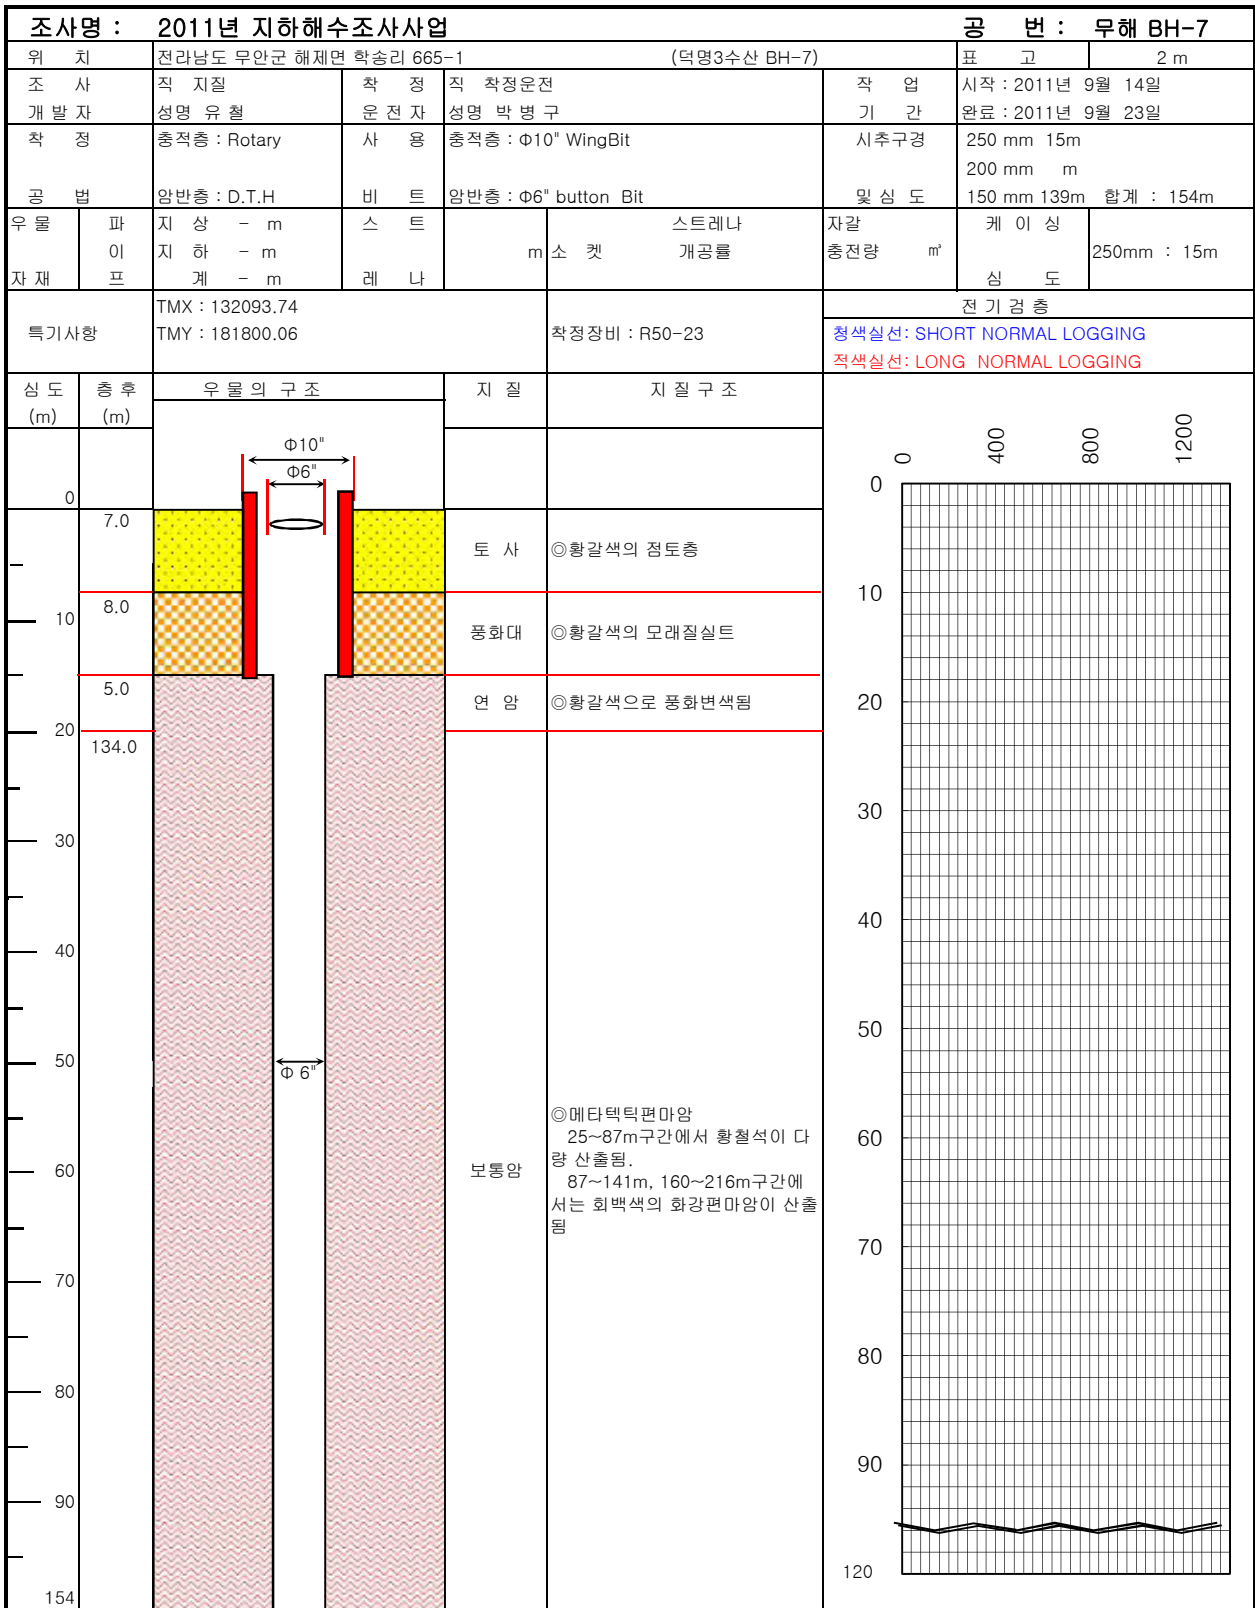 조사명 : 2011년 지하해수조사사업 공 번 : 무해 BH-7
위 치 전라남도 무안군 해제면 학송리 665-1 (덕명3수산 BH-7) 표 고 2 m
조 사 직 지질 착 정 직 착정운전 작 업 시작 : 2011년 9월 14일
개 발 자 성명 유 철 운 전 자 성명 박 병 구 기 간 완료 : 2011년 9월 23일
착 정 충적층 : Rotary 사 용 충적층 : Φ10" WingBit 시추구경 250 mm 15m
200 mm m
공 법 암반층 : D.T.H 비 트 암반층 : Φ6" button Bit 및 심 도 150 mm 139m 합계 : 154m
우 물 파 지 상 - m 스 트 스트레나 자갈 케 이 싱
이 지 하 - m m 소 켓 개공률 충전량 ㎥ 250mm : 15m
자 재 프 계 - m 레 나 심 도
TMX : 132093.74 전 기 검 층
특기사항 TMY : 181800.06 착정장비 : R50-23 청색실선: SHORT NORMAL LOGGING
적색실선: LONG NORMAL LOGGING
심 도 층 후 우 물 의 구 조 지 질 지 질 구 조
(m) (m)
Φ10"
Φ6"
0 400 800 1200
0
7.0
토 사 ◎황갈색의 점토층
10
8.0
풍화대 ◎황갈색의 모래질실트
5.0
연 암 ◎황갈색으로 풍화변색됨
20
134.0
30
40
50
Φ 6"
◎메타텍틱편마암
25~87m구간에서 황철석이 다
량 산출됨.
60
보통암
87~141m, 160~216m구간에
서는 회백색의 화강편마암이 산출
됨
70
80
90
154
0
10
20
30
40
50
60
70
80
90
120